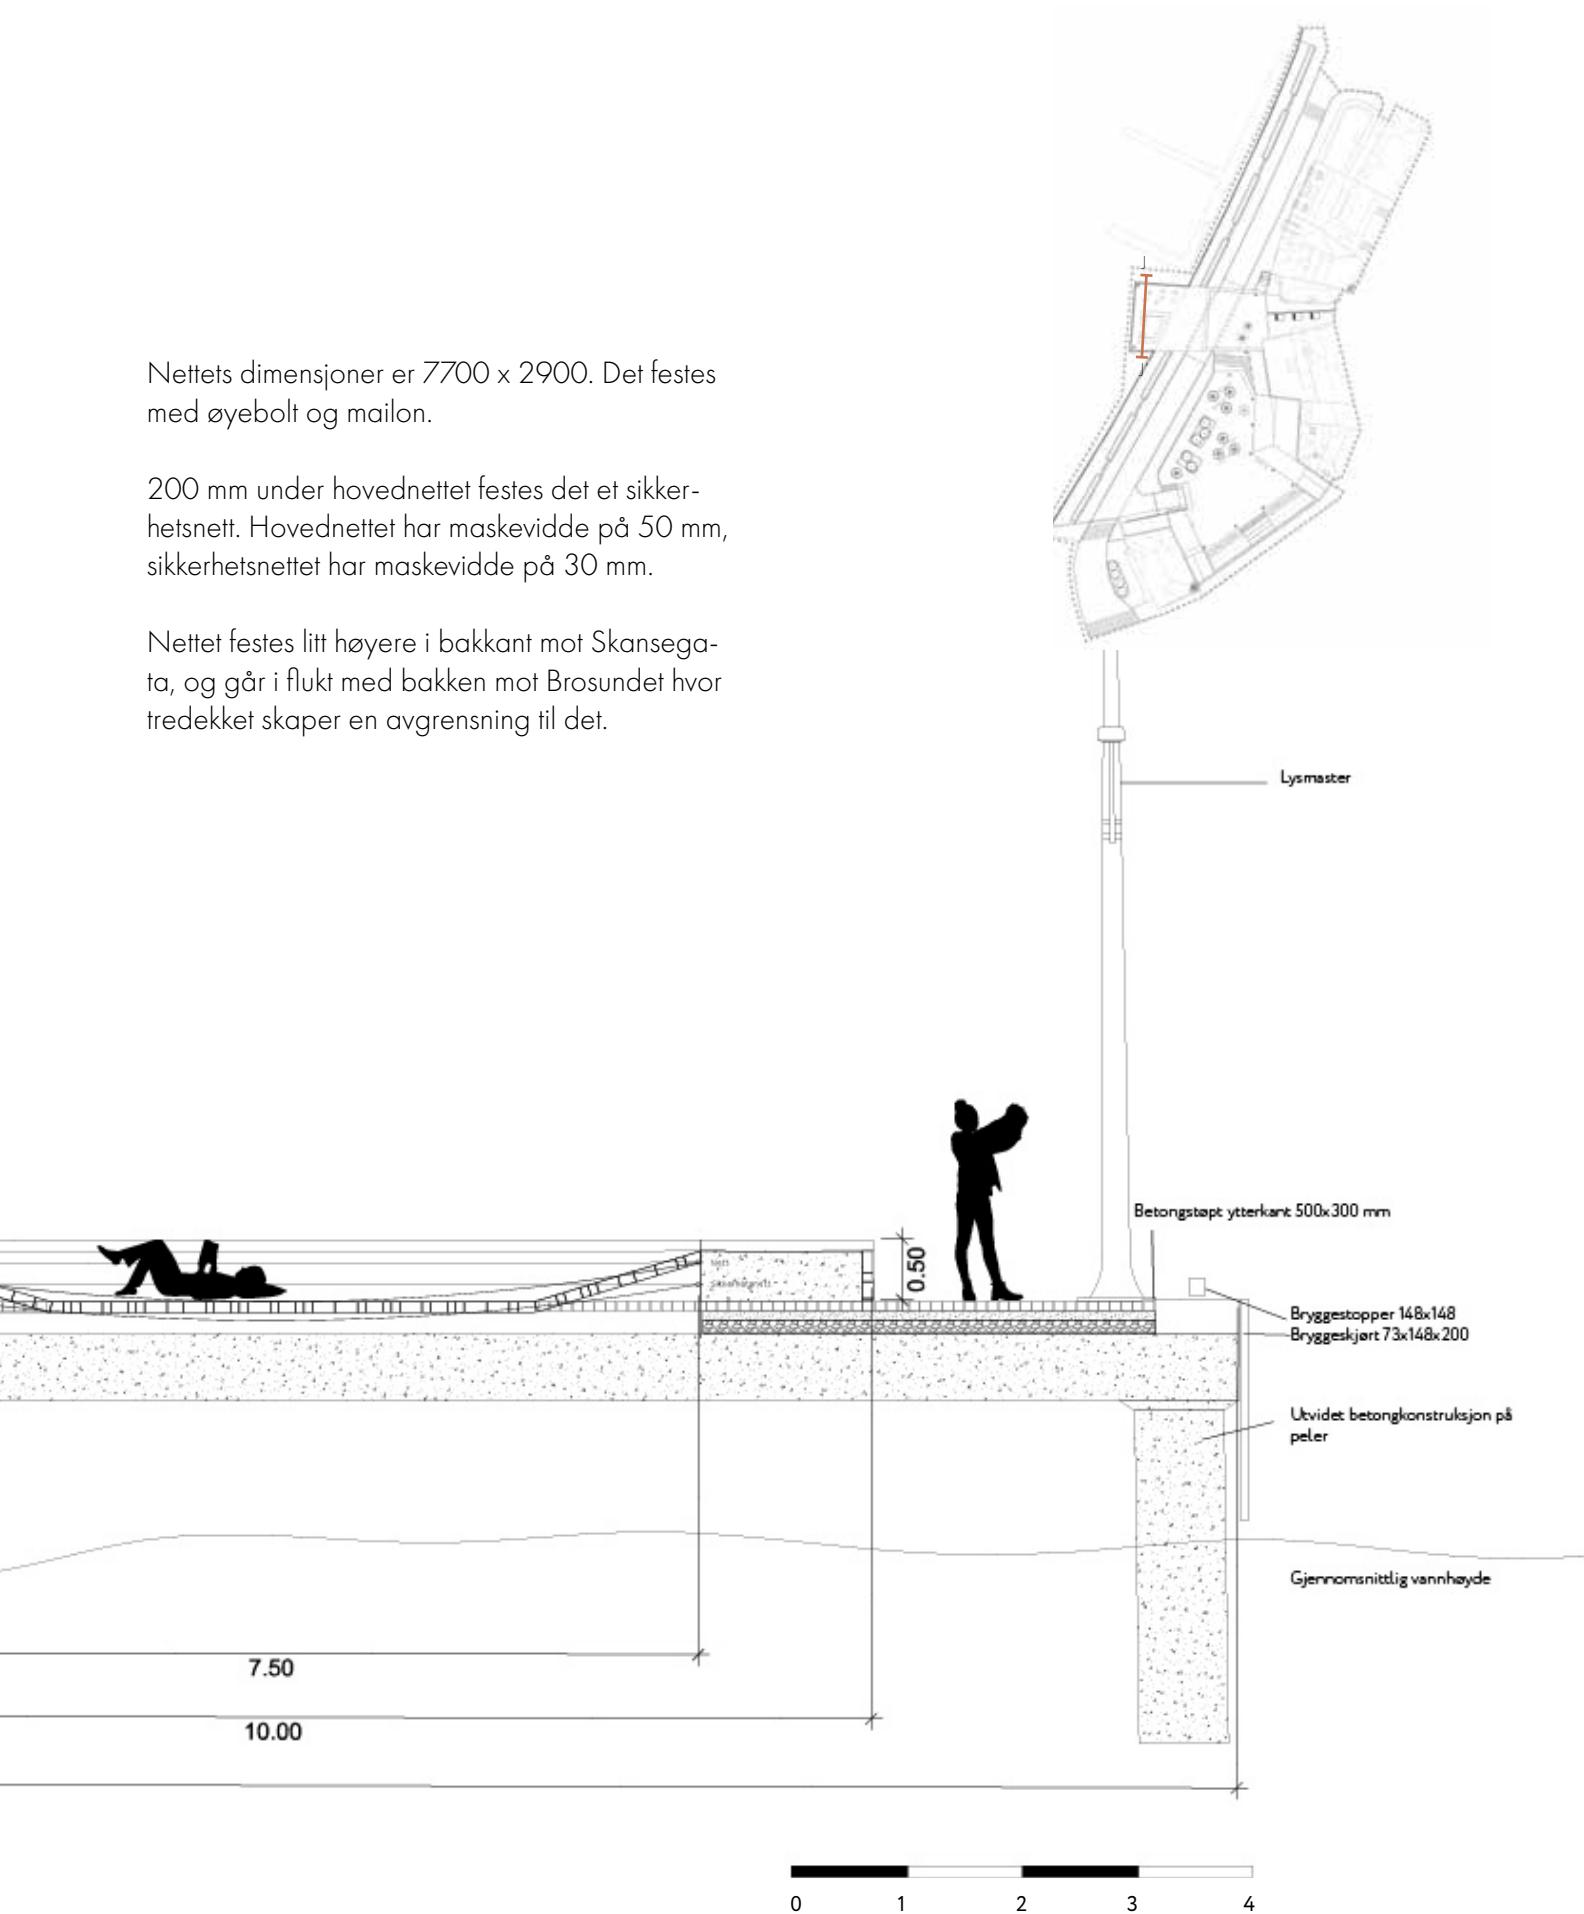 J
J
Nettets dimensjoner er 7700 x 2900. Det festes
med øyebolt og mailon.
200 mm under hovednettet festes det et sikker-
hetsnett. Hovednettet har maskevidde på 50 mm,
sikkerhetsnettet har maskevidde på 30 mm.
Nettet festes litt høyere i bakkant mot Skansega-
ta, og går i flukt med bakken mot Brosundet hvor
tredekket skaper en avgrensning til det.
Lysmaster
Betongstøpt ytterkant 500x300 mm
0.50
Nett
Bryggestopper 148x148
Bryggeskjørt 73x148x200
Utvidet betongkonstruksjon på
peler
Gjennomsnittlig vannhøyde
7.50
10.00
0 1 2 3 4